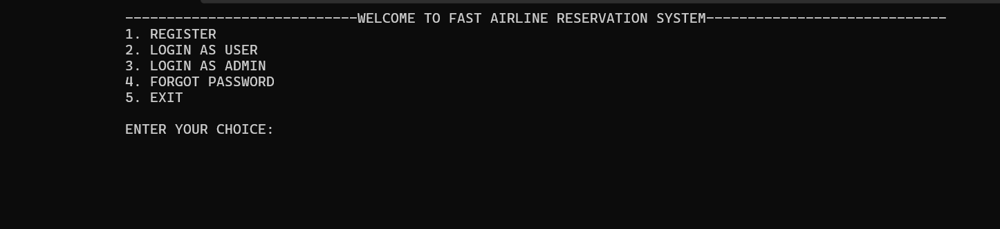 ----------------------------WELCOME TO FAST AIRLINE RESERVATION SYSTEM-----------------------------
1. REGISTER
2. LOGIN AS USER
3. LOGIN AS ADMIN
4. FORGOT PASSWORD
5. EXIT
ENTER YOUR CHOICE: